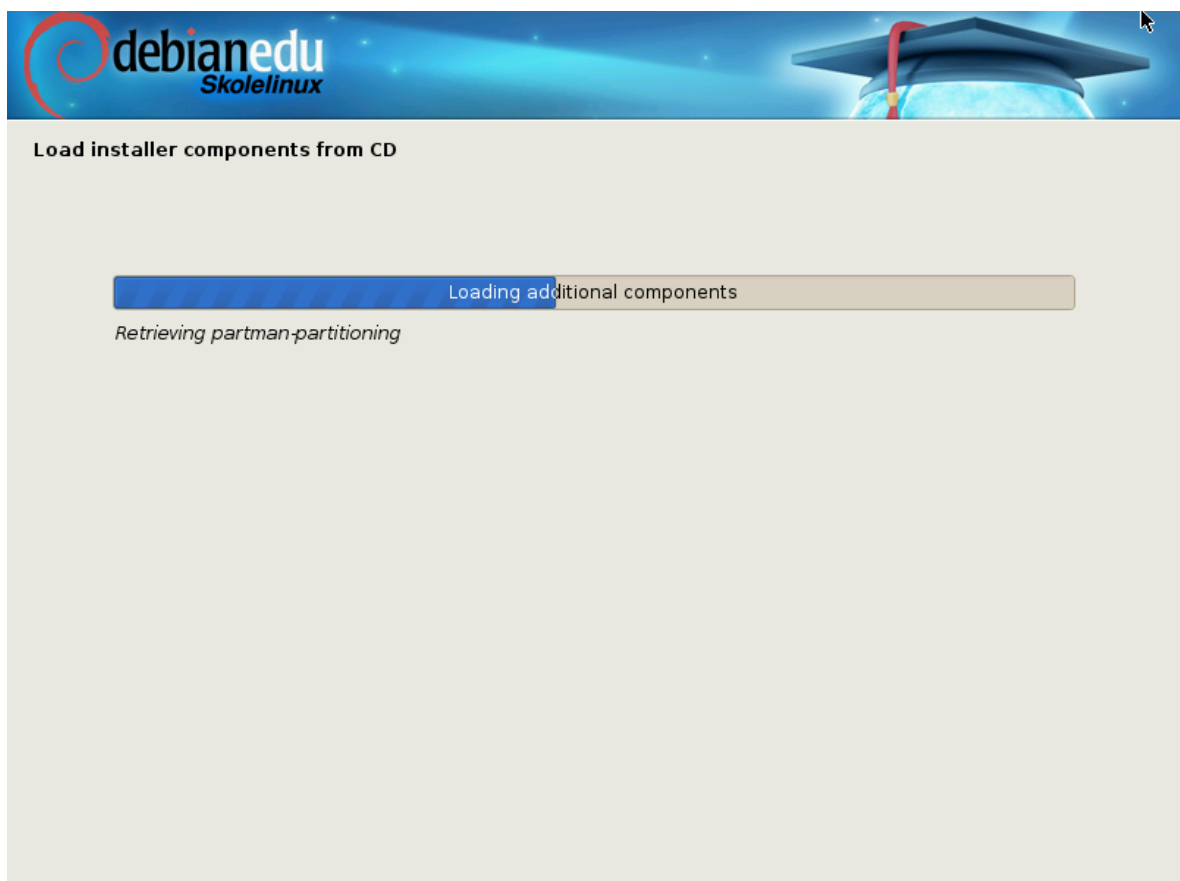 debianedu
Skolelinux
Load installer components from CD
Loading additional components
Retrieving partman-partitioning